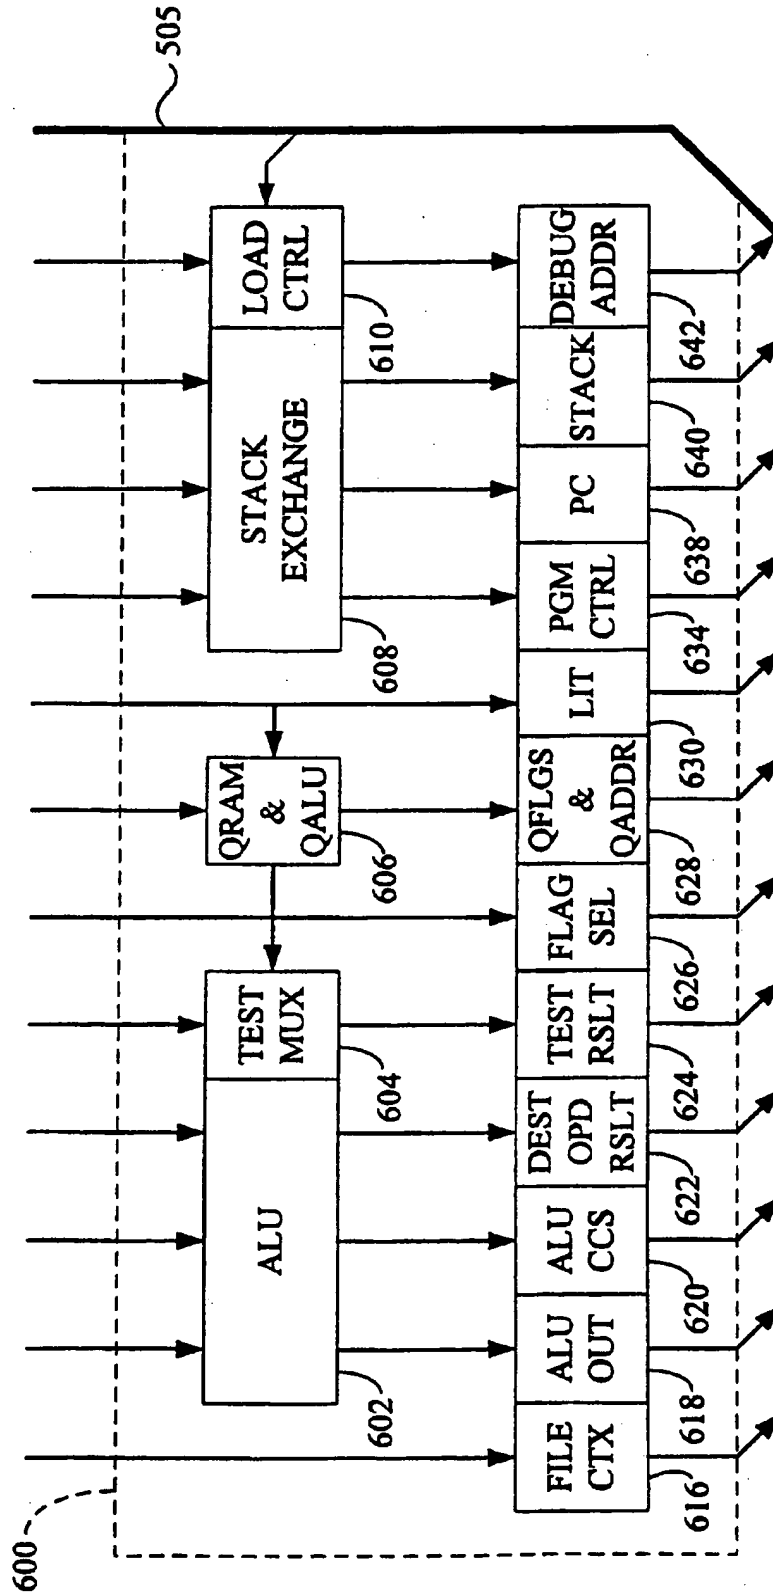 600
505
ALU
602
TEST
MUX
604
QRAM
&
QALU
606
STACK
EXCHANGE
608
LOAD
CTRL
610
FILE
CTX
616
ALU
OUT
618
ALU
CCS
620
DEST
OPD
RSLT
622
TEST
RSLT
624
FLAG
SEL
626
QFLGS
&
QADDR
628
LIT
630
PGM
CTRL
634
PC
638
STACK
640
DEBUG
ADDR
642